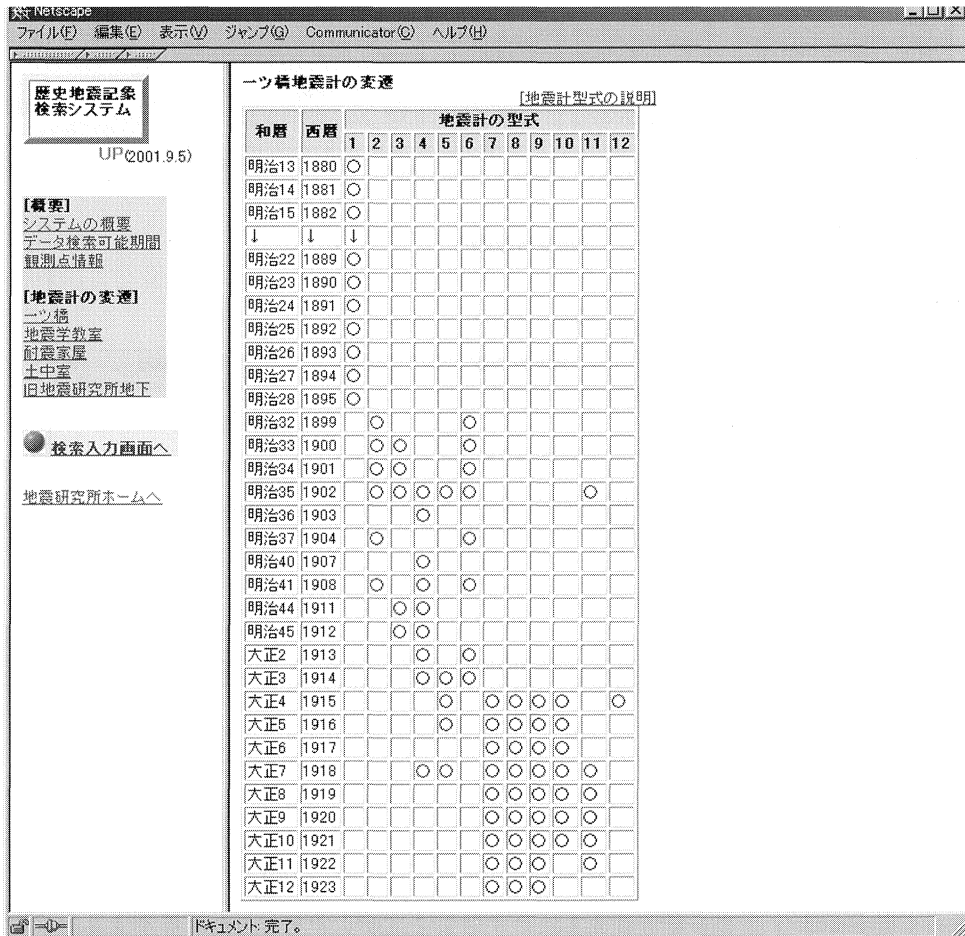 Netscape
ファイル(F) 編集(E) 表示(V) ジャンプ(G) Communicator(C) ヘルプ(H)
歴史地震記象
検索システム
UP(2001.9.5)
[概要]
システムの概要
データ検索可能期間
観測点情報
[地震計の変遷]
一ツ橋
地震学教室
耐震家屋
土中室
旧地震研究所地下
検索入力画面へ
地震研究所ホームへ
一ツ橋地震計の変遷
[地震計型式の説明]
和暦 西暦 地震計の型式
1 2 3 4 5 6 7 8 9 10 11 12
明治13 1880 ○
明治14 1881 ○
明治15 1882 ○
↓ ↓ ↓
明治22 1889 ○
明治23 1890 ○
明治24 1891 ○
明治25 1892 ○
明治26 1893 ○
明治27 1894 ○
明治28 1895 ○
明治32 1899 ○ ○
明治33 1900 ○ ○ ○
明治34 1901 ○ ○ ○
明治35 1902 ○ ○ ○ ○ ○ ○
明治36 1903 ○
明治37 1904 ○ ○
明治40 1907 ○
明治41 1908 ○ ○ ○
明治44 1911 ○ ○
明治45 1912 ○ ○
大正2 1913 ○ ○
大正3 1914 ○ ○ ○
大正4 1915 ○ ○ ○ ○ ○ ○
大正5 1916 ○ ○ ○ ○ ○
大正6 1917 ○ ○ ○ ○
大正7 1918 ○ ○ ○ ○ ○ ○ ○
大正8 1919 ○ ○ ○ ○ ○
大正9 1920 ○ ○ ○ ○ ○
大正10 1921 ○ ○ ○ ○ ○
大正11 1922 ○ ○ ○ ○
大正12 1923 ○ ○ ○
ドキュメント: 完了。